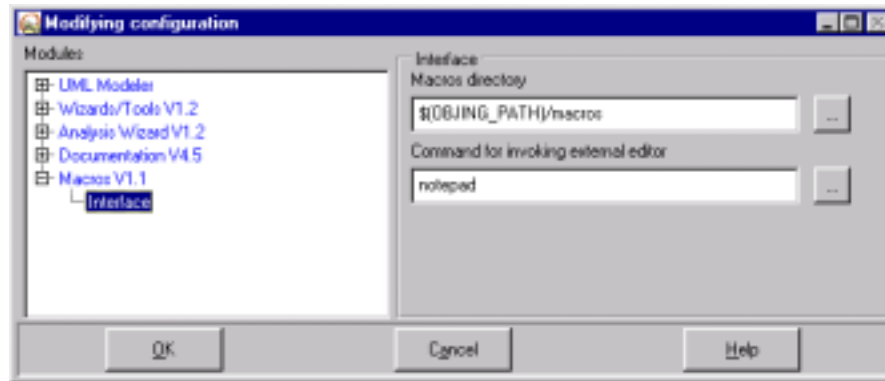 Modifying configuration
Modules
UML Modeler
Wizards/Tools V1.2
Analysis Wizard V1.2
Documentation V4.5
Macros V1.1
Interface
Interface
Macros directory
$(OBJING_PATH)/macros
...
Command for invoking external editor
notepad
...
OK
Cancel
Help